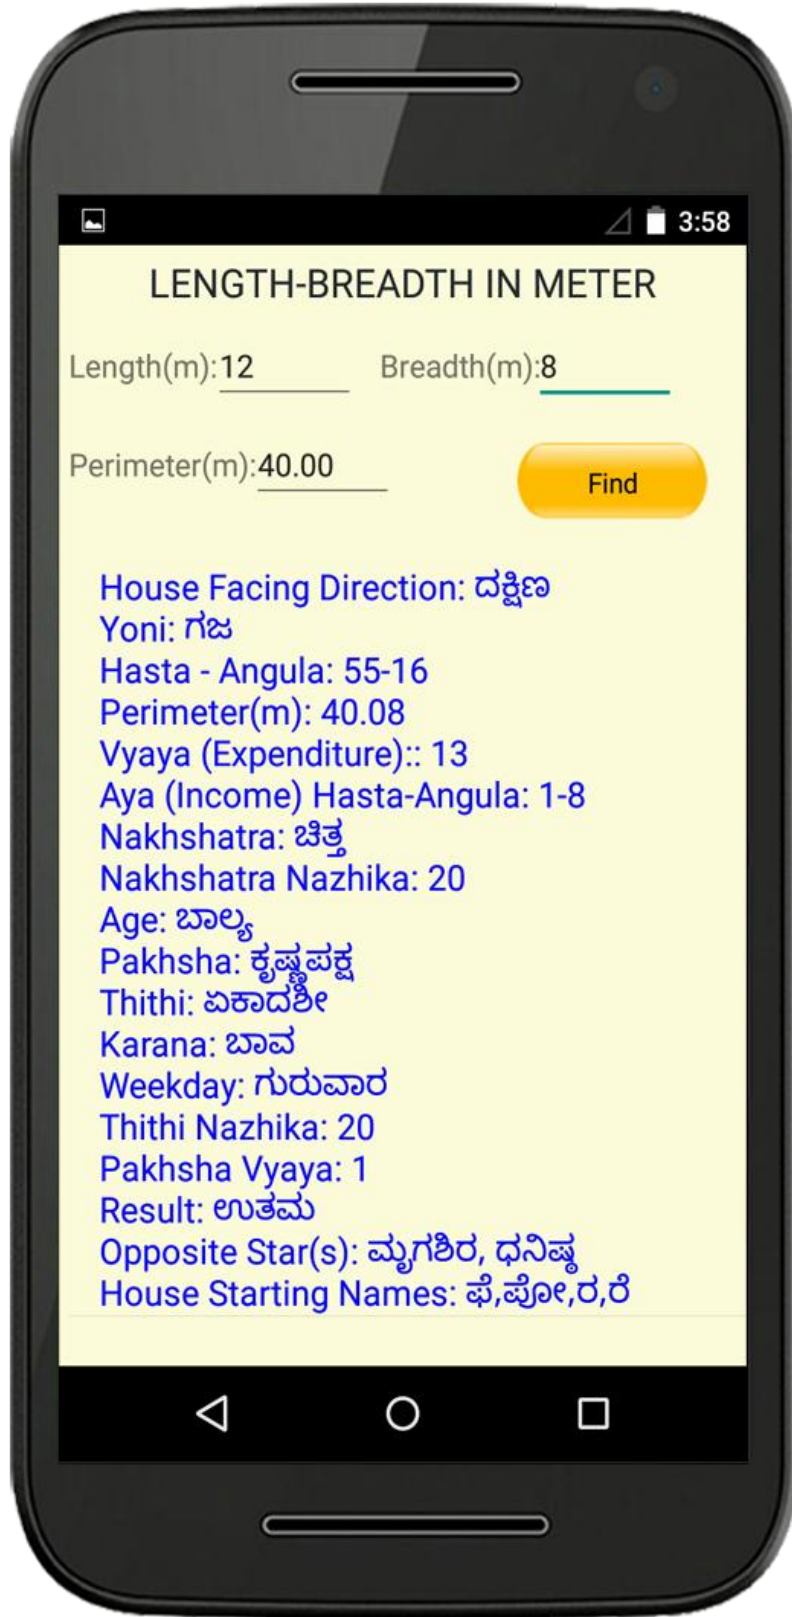 3:58
LENGTH-BREADTH IN METER
Length(m):12 Breadth(m):8
Perimeter(m):40.00
Find
House Facing Direction: ದಕ್ಷಿಣ
Yoni: ಗಜ
Hasta - Angula: 55-16
Perimeter(m): 40.08
Vyaya (Expenditure):: 13
Aya (Income) Hasta-Angula: 1-8
Nakhshatra: ಚಿತ್ತ
Nakhshatra Nazhika: 20
Age: ಬಾಲ್ಯ
Pakhsha: ಕೃಷ್ಣಪಕ್ಷ
Thithi: ಏಕಾದಶೀ
Karana: ಬಾವ
Weekday: ಗುರುವಾರ
Thithi Nazhika: 20
Pakhsha Vyaya: 1
Result: ಉತಮ
Opposite Star(s): ಮೃಗಶಿರ, ಧನಿಷ್ಠ
House Starting Names: ಫೆ,ಪೋ,ರ,ರೆ